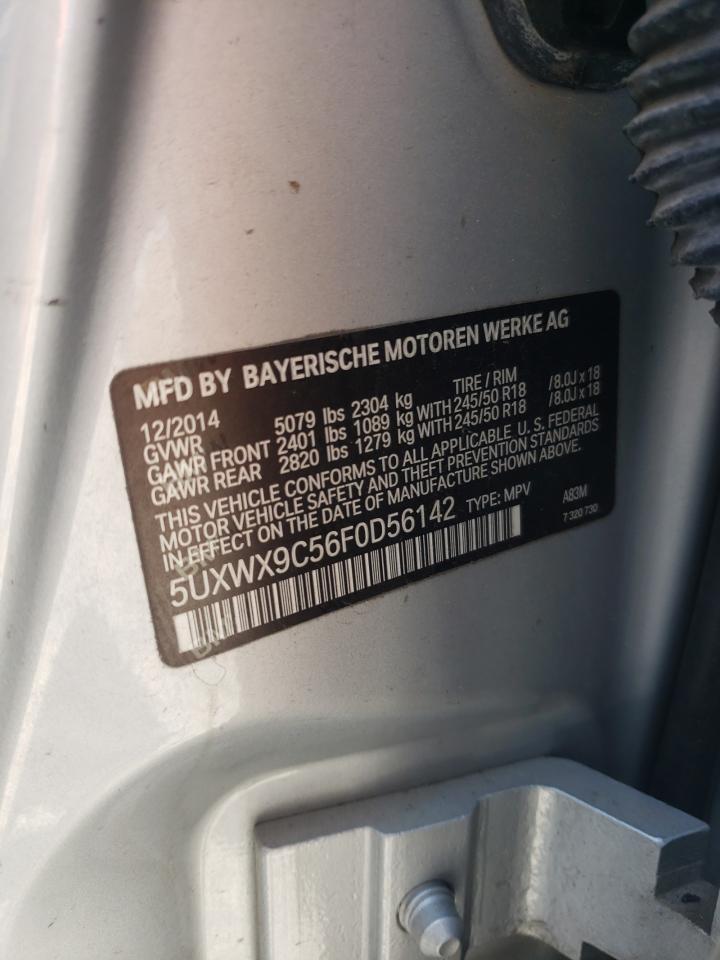 MFD BY BAYERISCHE MOTOREN WERKE AG
12/2014 TIRE / RIM
GVWR 5079 lbs 2304 kg
GAWR FRONT 2401 lbs 1089 kg WITH 245/50 R18 /8.0J x 18
GAWR REAR 2820 lbs 1279 kg WITH 245/50 R18 /8.0J x 18
THIS VEHICLE CONFORMS TO ALL APPLICABLE U. S. FEDERAL
MOTOR VEHICLE SAFETY AND THEFT PREVENTION STANDARDS
IN EFFECT ON THE DATE OF MANUFACTURE SHOWN ABOVE.
5UXWX9C56F0D56142 TYPE: MPV A83M
7 320 730